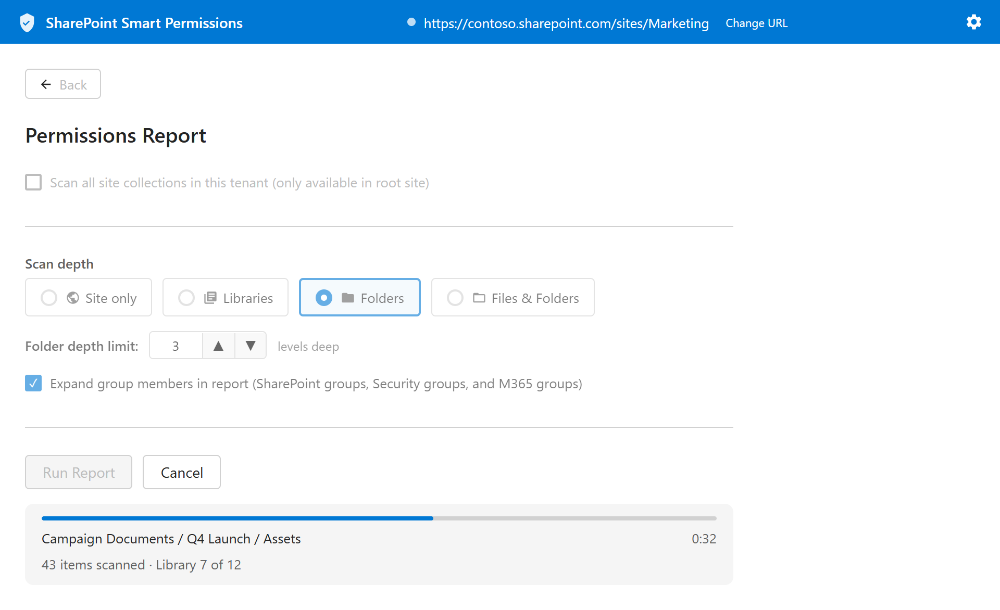 SharePoint Smart Permissions
https://contoso.sharepoint.com/sites/Marketing
Change URL
Back
Permissions Report
Scan all site collections in this tenant (only available in root site)
Scan depth
Site only
Libraries
Folders
Files & Folders
Folder depth limit:
3
levels deep
Expand group members in report (SharePoint groups, Security groups, and M365 groups)
Run Report
Cancel
Campaign Documents / Q4 Launch / Assets
0:32
43 items scanned · Library 7 of 12